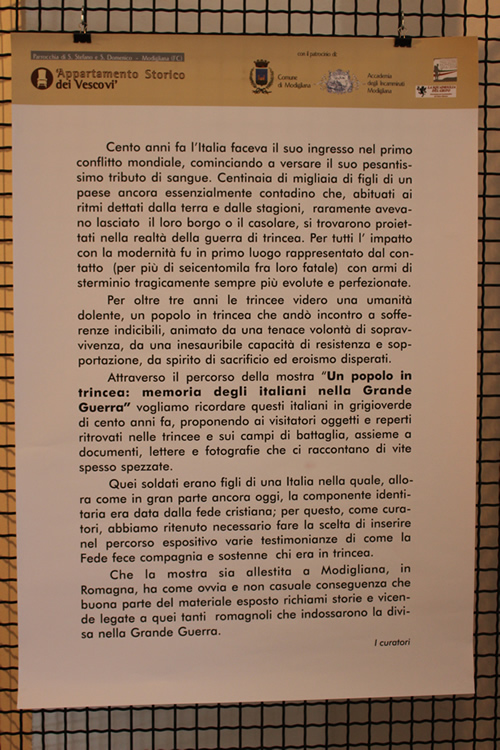 Parrocchia di S. Stefano e S. Domenico – Modigliana (FC)
'Appartamento Storico
dei Vescovi'
con il patrocinio di:
Comune
di Modigliana
Accademia
degli Incamminati
Modigliana
Cento anni fa l'Italia faceva il suo ingresso nel primo
conflitto mondiale, cominciando a versare il suo pesantis-
simo tributo di sangue. Centinaia di migliaia di figli di un
paese ancora essenzialmente contadino che, abituati ai
ritmi dettati dalla terra e dalle stagioni, raramente aveva-
no lasciato il loro borgo o il casolare, si trovarono proiet-
tati nella realtà della guerra di trincea. Per tutti l' impatto
con la modernità fu in primo luogo rappresentato dal con-
tatto (per più di seicentomila fra loro fatale) con armi di
sterminio tragicamente sempre più evolute e perfezionate.
Per oltre tre anni le trincee videro una umanità
dolente, un popolo in trincea che andò incontro a soffe-
renze indicibili, animato da una tenace volontà di soprav-
vivenza, da una inesauribile capacità di resistenza e sop-
portazione, da spirito di sacrificio ed eroismo disperati.
Attraverso il percorso della mostra "Un popolo in
trincea: memoria degli italiani nella Grande
Guerra" vogliamo ricordare questi italiani in grigioverde
di cento anni fa, proponendo ai visitatori oggetti e reperti
ritrovati nelle trincee e sui campi di battaglia, assieme a
documenti, lettere e fotografie che ci raccontano di vite
spesso spezzate.
Quei soldati erano figli di una Italia nella quale, allo-
ra come in gran parte ancora oggi, la componente identi-
taria era data dalla fede cristiana; per questo, come cura-
tori, abbiamo ritenuto necessario fare la scelta di inserire
nel percorso espositivo varie testimonianze di come la
Fede fece compagnia e sostenne chi era in trincea.
Che la mostra sia allestita a Modigliana, in
Romagna, ha come ovvia e non casuale conseguenza che
buona parte del materiale esposto richiami storie e vicen-
de legate a quei tanti romagnoli che indossarono la divi-
sa nella Grande Guerra.
I curatori